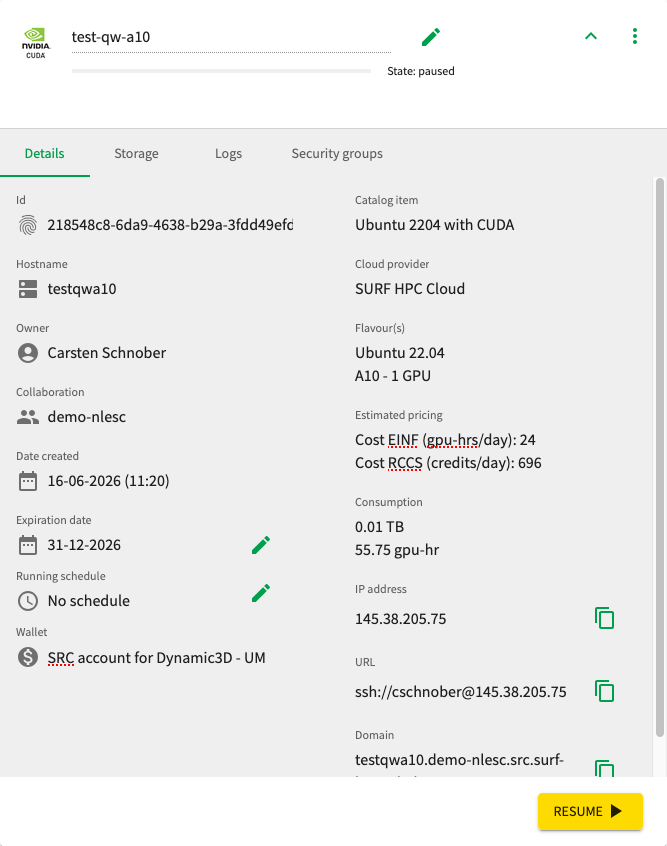 NVIDIA.
CUDA
test-qw-a10
State: paused
Details
Storage
Logs
Security groups
Id
218548c8-6da9-4638-b29a-3fdd49efd
Hostname
testqwa10
Owner
Carsten Schnober
Collaboration
demo-nlesc
Date created
16-06-2026 (11:20)
Expiration date
31-12-2026
Running schedule
No schedule
Wallet
SRC account for Dynamic3D - UM
Catalog item
Ubuntu 2204 with CUDA
Cloud provider
SURF HPC Cloud
Flavour(s)
Ubuntu 22.04
A10 - 1 GPU
Estimated pricing
Cost EINF (gpu-hrs/day): 24
Cost RCCS (credits/day): 696
Consumption
0.01 TB
55.75 gpu-hr
IP address
145.38.205.75
URL
ssh://cschnober@145.38.205.75
Domain
testqwa10.demo-nlesc.src.surf-
RESUME